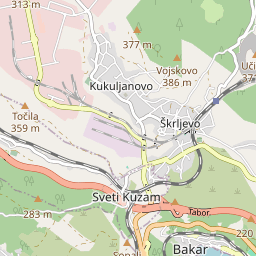 313 m
377 m
Vojskovo
386 m
Uči
Kukuljanovo
Točila
359 m
Škrljevo
Sveti Kuzam
283 m
Tabor
220
Bakar